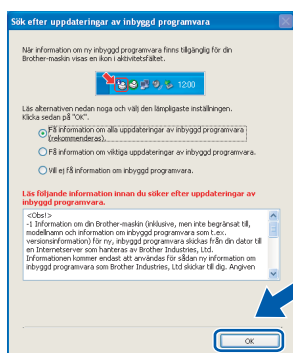 Sök efter uppdateringar av inbyggd programvara
När information om ny inbyggd programvara finns tillgänglig för din
Brother-maskin visas en ikon i aktivitetsfältet.
1200
Läs alternativen nedan noga och välj den lämpligaste inställningen.
Klicka sedan på "OK".
Få information om alla uppdateringar av inbyggd programvara
(rekommenderas).
Få information om viktiga uppdateringar av inbyggd programvara.
Vill ej få information om inbyggd programvara.
Läs följande information innan du söker efter uppdateringar av
inbyggd programvara.
<Obs!>
-1 Information om din Brother-maskin (inklusive, men inte begränsat till,
modellnamn och information om inbyggd programvara som t.ex.
versionsinformation) för ny, inbyggd programvara skickas från din dator till
en Internetserver som hanteras av Brother Industries, Ltd.
Informationen kommer endast att användas för sådan ny information om
inbyggd programvara som Brother Industries, Ltd skickar till dig. Angiven
OK